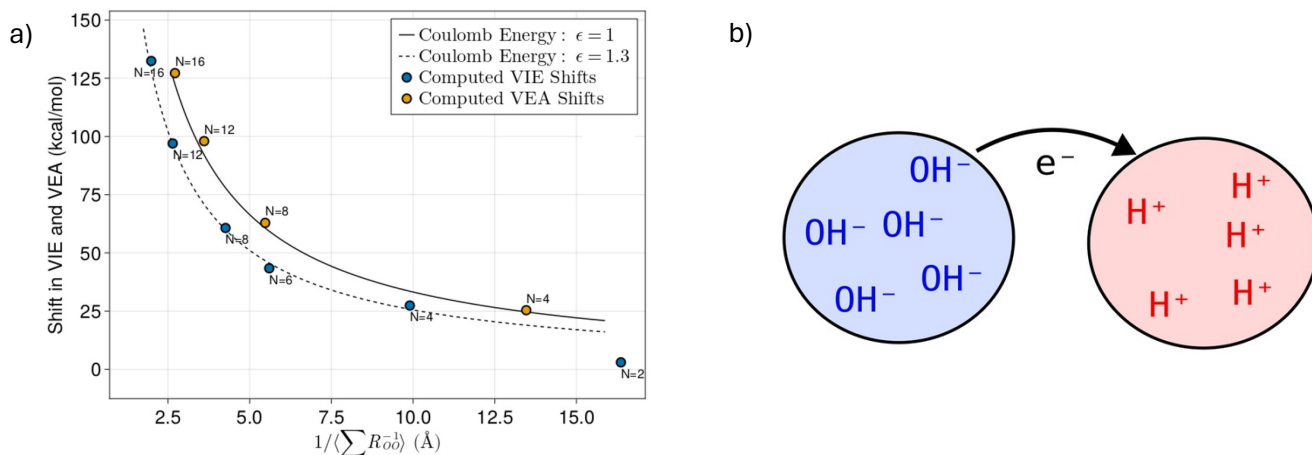 a)
150
125
100
75
50
25
0
Shift in VIE and VEA (kcal/mol)
Coulomb Energy : ϵ = 1
Coulomb Energy : ϵ = 1.3
Computed VIE Shifts
Computed VEA Shifts
N=16
N=16
N=12
N=12
N=8
N=8
N=6
N=4
N=4
N=2
2.5 5.0 7.5 10.0 12.5 15.0
1/⟨∑ R_{OO}^{-1}⟩ (Å)
b)
e⁻
OH⁻
OH⁻ OH⁻
OH⁻ OH⁻
H⁺
H⁺
H⁺
H⁺
H⁺